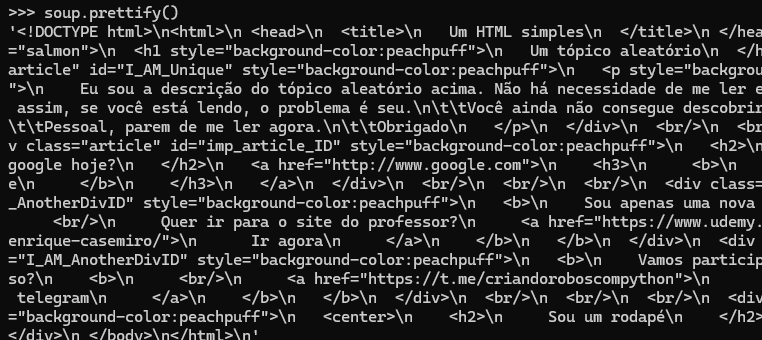 >>> soup.prettify()
'<!DOCTYPE html>\n<html>\n <head>\n  <title>\n   Um HTML simples\n  </title>\n </hea
="salmon">\n  <h1 style="background-color:peachpuff">\n   Um tópico aleatório\n  </h
article" id="I_AM_Unique" style="background-color:peachpuff">\n   <p style="backgrou
">\n    Eu sou a descrição do tópico aleatório acima. Não há necessidade de me ler e
 assim, se você está lendo, o problema é seu.\n\t\tVocê ainda não consegue descobrir
\t\tPessoal, parem de me ler agora.\n\t\tObrigado\n   </p>\n  </div>\n  <br/>\n  <br
v class="article" id="imp_article_ID" style="background-color:peachpuff">\n   <h2>\n
google hoje?\n   </h2>\n   <a href="http://www.google.com">\n    <h3>\n     <b>\n
e\n     </b>\n    </h3>\n   </a>\n  </div>\n  <br/>\n  <br/>\n  <br/>\n  <div class=
_AnotherDivID" style="background-color:peachpuff">\n   <b>\n    Sou apenas uma nova
    <br/>\n     Quer ir para o site do professor?\n     <a href="https://www.udemy.
enrique-casemiro/">\n      Ir agora\n     </a>\n    </b>\n   </b>\n  </div>\n  <div
="I_AM_AnotherDivID" style="background-color:peachpuff">\n   <b>\n    Vamos particip
so?\n    <b>\n     <br/>\n     <a href="https://t.me/criandoroboscompython">\n
 telegram\n     </a>\n    </b>\n   </b>\n  </div>\n  <br/>\n  <br/>\n  <br/>\n  <div
="background-color:peachpuff">\n   <center>\n    <h2>\n     Sou um rodapé\n    </h2
</div>\n </body>\n</html>\n'